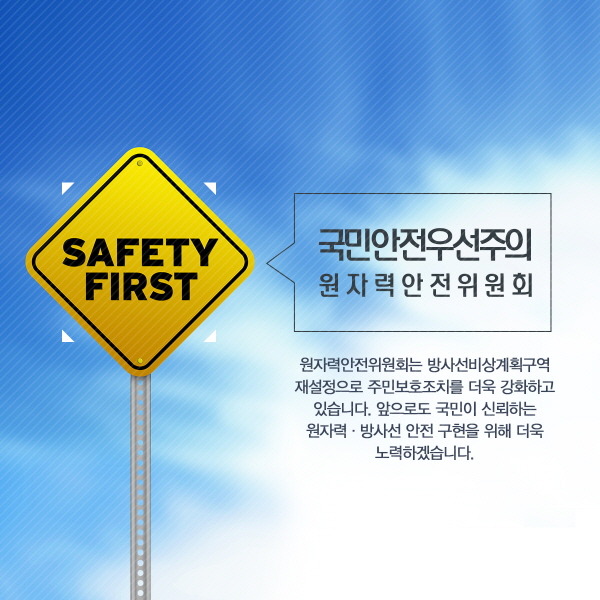 SAFETY
FIRST
국민안전우선주의
원자력안전위원회
원자력안전위원회는 방사선비상계획구역
재설정으로 주민보호조치를 더욱 강화하고
있습니다. 앞으로도 국민이 신뢰하는
원자력 · 방사선 안전 구현을 위해 더욱
노력하겠습니다.